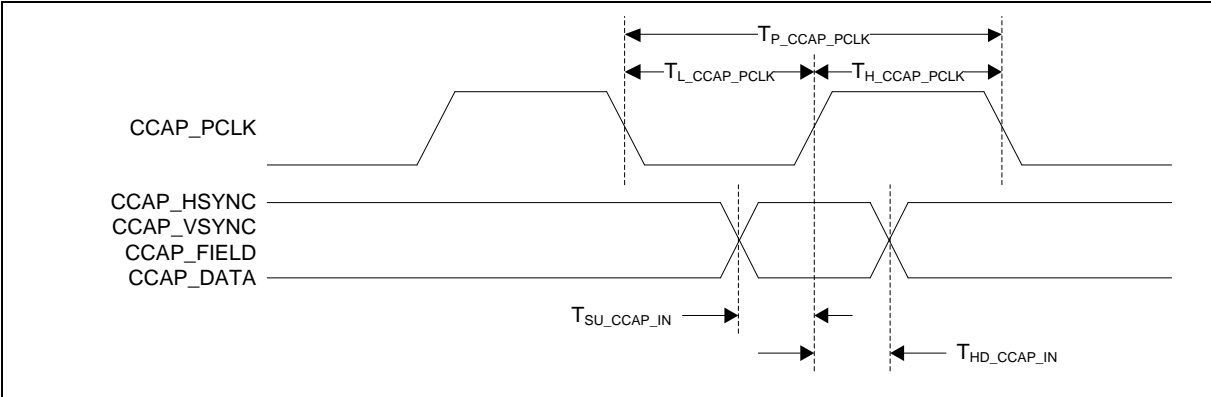 T_P_CCAP_PCLK
T_L_CCAP_PCLK T_H_CCAP_PCLK
CCAP_PCLK
CCAP_HSYNC
CCAP_VSYNC
CCAP_FIELD
CCAP_DATA
T_SU_CCAP_IN
T_HD_CCAP_IN